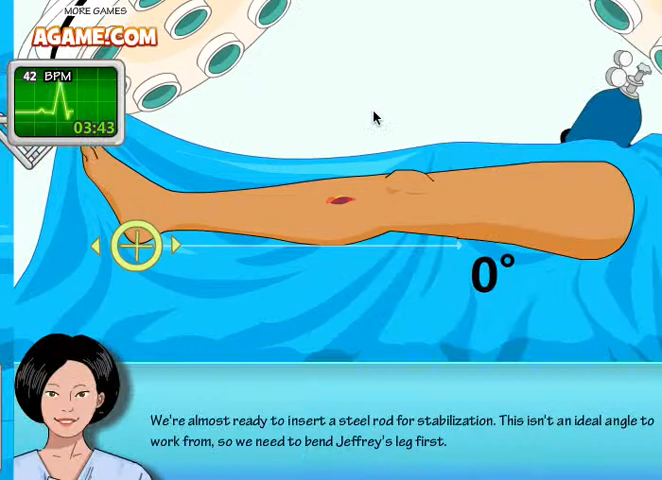 MORE GAMES
AGAME!COM
42 BPM
03:43
0°
We're almost ready to insert a steel rod for stabilization. This isn't an ideal angle to
work from, so we need to bend Jeffrey's leg first.